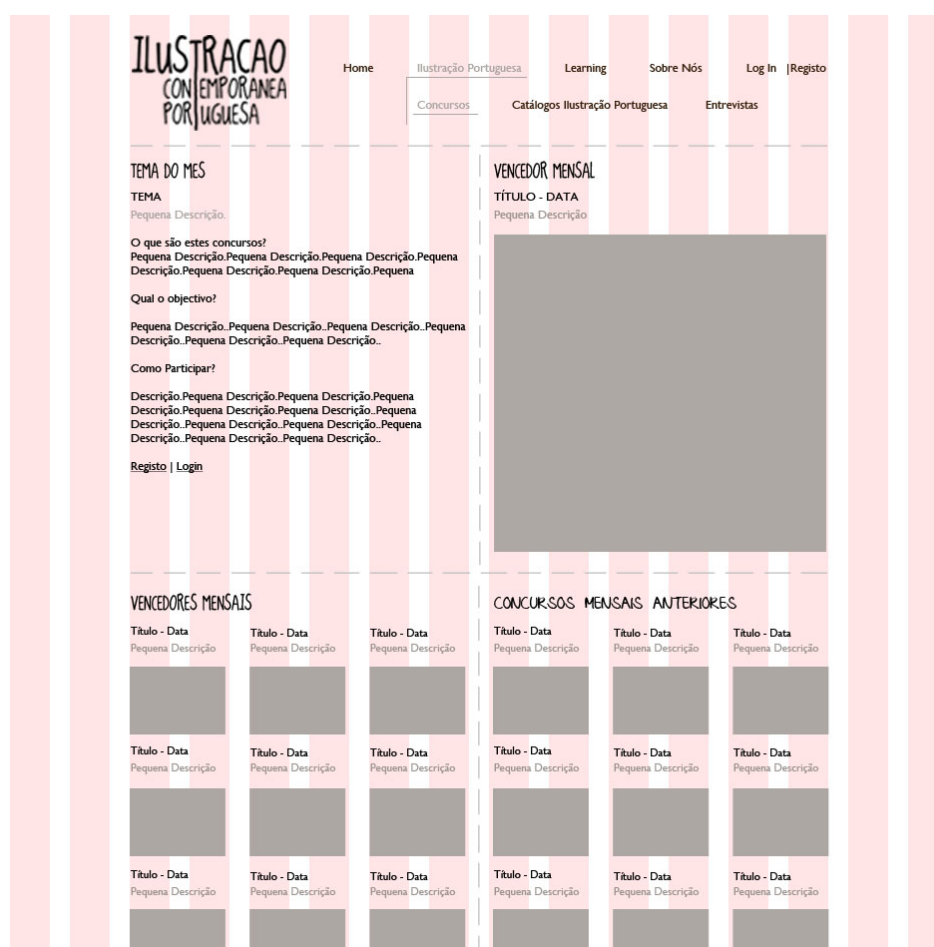 ILUSTRACAO
CONTEMPORANEA
PORTUGUESA
Home Ilustração Portuguesa Learning Sobre Nós Log In |Registo
Concursos Catálogos Ilustração Portuguesa Entrevistas
TEMA DO MES
TEMA
Pequena Descrição.
O que são estes concursos?
Pequena Descrição.Pequena Descrição.Pequena Descrição.Pequena
Descrição.Pequena Descrição.Pequena Descrição.Pequena
Qual o objectivo?
Pequena Descrição..Pequena Descrição..Pequena Descrição..Pequena
Descrição..Pequena Descrição..Pequena Descrição..
Como Participar?
Descrição.Pequena Descrição.Pequena Descrição.Pequena
Descrição.Pequena Descrição.Pequena Descrição..Pequena
Descrição..Pequena Descrição..Pequena Descrição..Pequena
Descrição..Pequena Descrição..Pequena Descrição..
Registo | Login
VENCEDOR MENSAL
TÍTULO - DATA
Pequena Descrição
VENCEDORES MENSAIS
Título - Data Título - Data Título - Data
Pequena Descrição Pequena Descrição Pequena Descrição
Título - Data Título - Data Título - Data
Pequena Descrição Pequena Descrição Pequena Descrição
Título - Data Título - Data Título - Data
Pequena Descrição Pequena Descrição Pequena Descrição
CONCURSOS MENSAIS ANTERIORES
Título - Data Título - Data Título - Data
Pequena Descrição Pequena Descrição Pequena Descrição
Título - Data Título - Data Título - Data
Pequena Descrição Pequena Descrição Pequena Descrição
Título - Data Título - Data Título - Data
Pequena Descrição Pequena Descrição Pequena Descrição